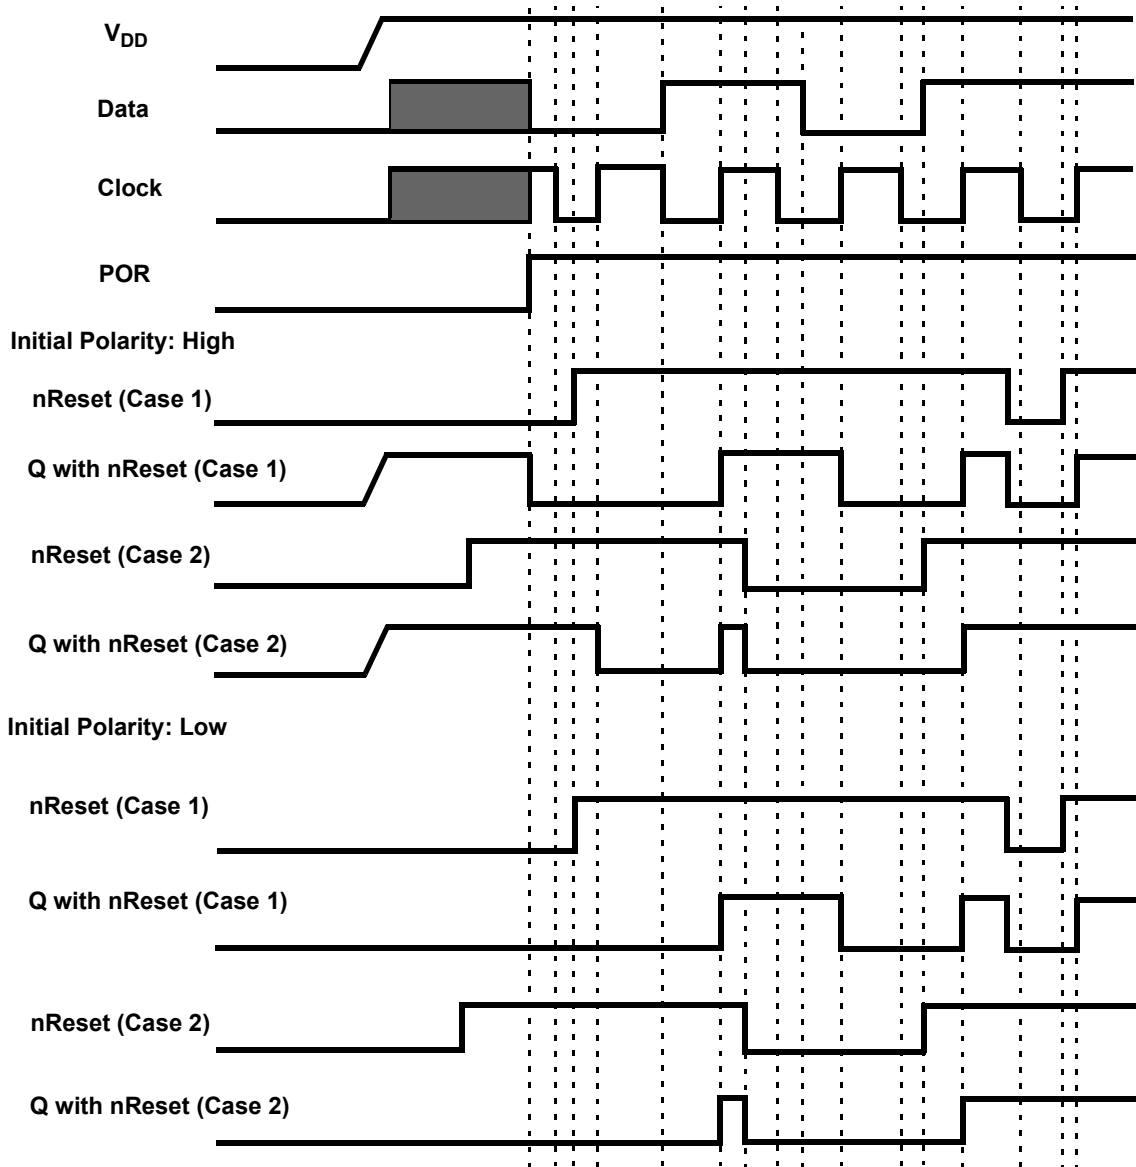 VDD
Data
Clock
POR
Initial Polarity: High
nReset (Case 1)
Q with nReset (Case 1)
nReset (Case 2)
Q with nReset (Case 2)
Initial Polarity: Low
nReset (Case 1)
Q with nReset (Case 1)
nReset (Case 2)
Q with nReset (Case 2)